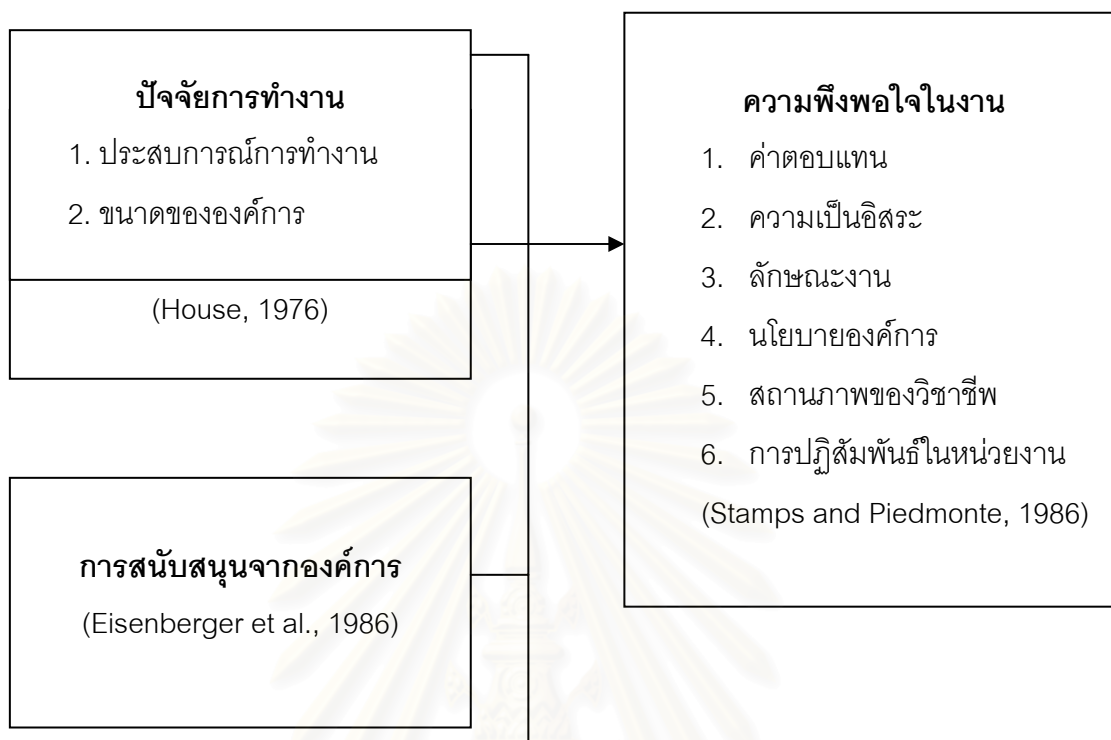 ปัจจัยการทำงาน
1. ประสบการณ์การทำงาน
2. ขนาดขององค์การ
(House, 1976)
การสนับสนุนจากองค์การ
(Eisenberger et al., 1986)
ความพึงพอใจในงาน
1. ค่าตอบแทน
2. ความเป็นอิสระ
3. ลักษณะงาน
4. นโยบายองค์การ
5. สถานภาพของวิชาชีพ
6. การปฏิสัมพันธ์ในหน่วยงาน
(Stamps and Piedmonte, 1986)